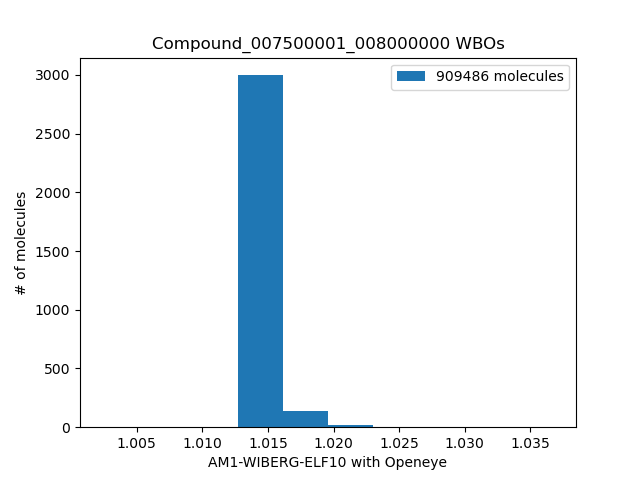 Compound_007500001_008000000 WBOs
909486 molecules
# of molecules
3000
2500
2000
1500
1000
500
0
1.005 1.010 1.015 1.020 1.025 1.030 1.035
AM1-WIBERG-ELF10 with Openeye